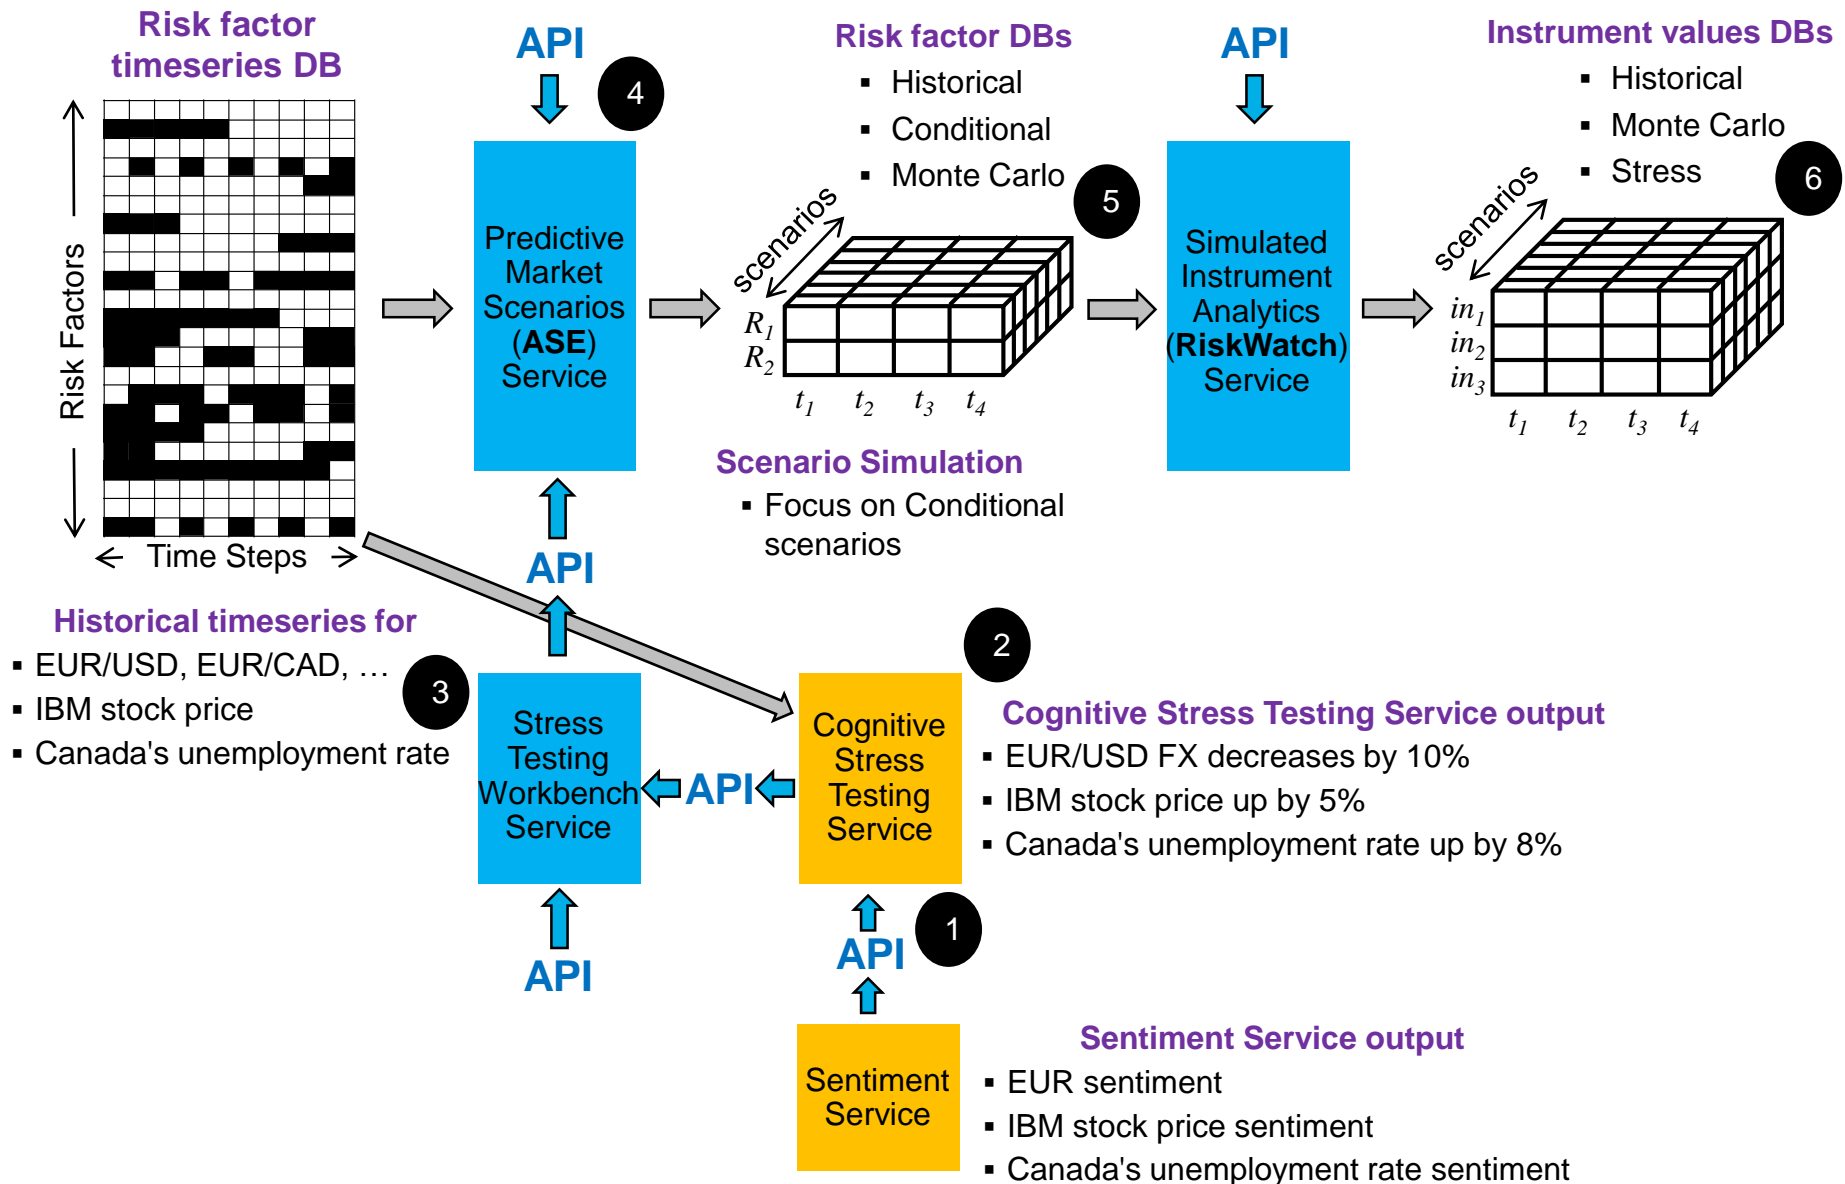 Risk factor
timeseries DB
Risk Factors
Time Steps
Historical timeseries for
▪ EUR/USD, EUR/CAD, …
▪ IBM stock price
▪ Canada's unemployment rate
API
4
Predictive
Market
Scenarios
(ASE)
Service
API
3
Stress
Testing
Workbench
Service
API
Risk factor DBs
▪ Historical
▪ Conditional
▪ Monte Carlo
5
scenarios
R1
R2
t1 t2 t3 t4
Scenario Simulation
▪ Focus on Conditional
scenarios
API
Simulated
Instrument
Analytics
(RiskWatch)
Service
Instrument values DBs
▪ Historical
▪ Monte Carlo
▪ Stress
6
scenarios
in1
in2
in3
t1 t2 t3 t4
2
Cognitive
Stress
Testing
Service
API
Cognitive Stress Testing Service output
▪ EUR/USD FX decreases by 10%
▪ IBM stock price up by 5%
▪ Canada's unemployment rate up by 8%
1
API
Sentiment
Service
Sentiment Service output
▪ EUR sentiment
▪ IBM stock price sentiment
▪ Canada's unemployment rate sentiment